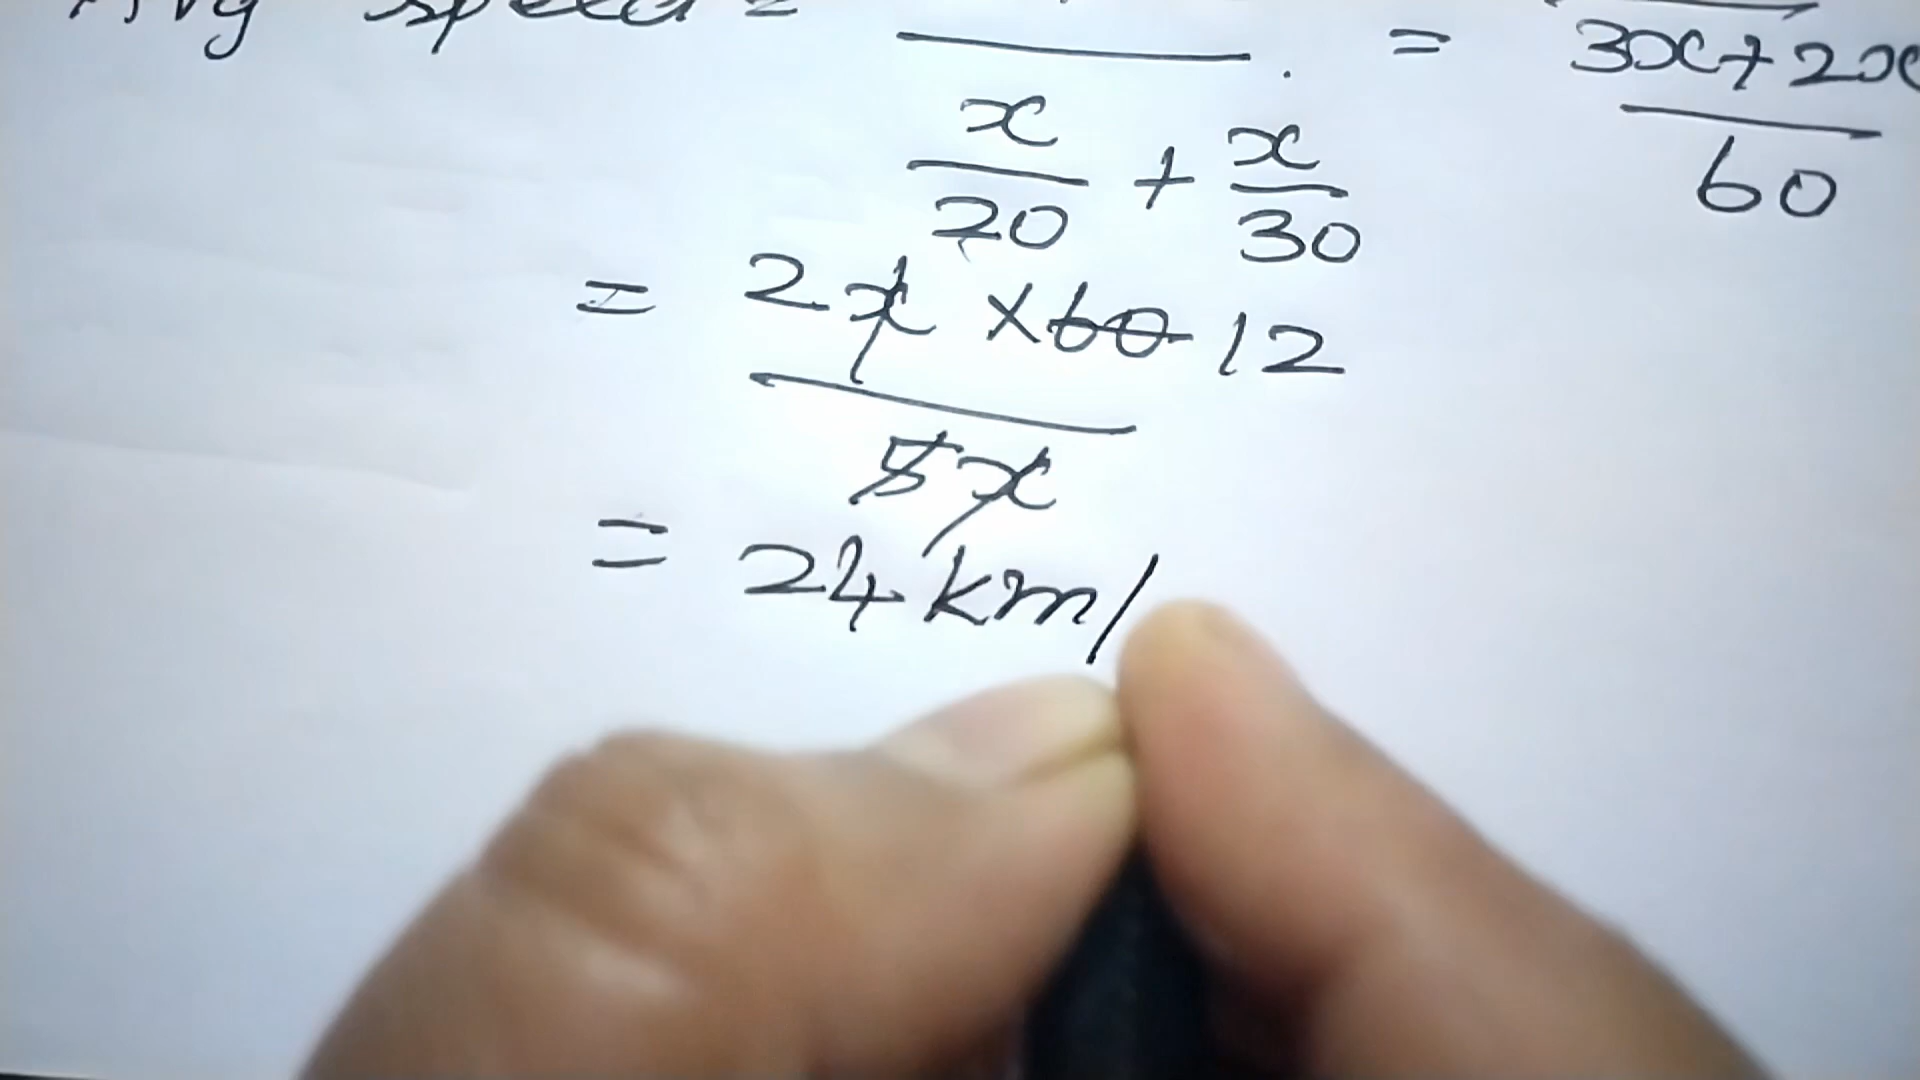 Avg speed =
= 3x+2x
x/20 + x/30
60
= 2x × 60 12
5x
= 24 km/